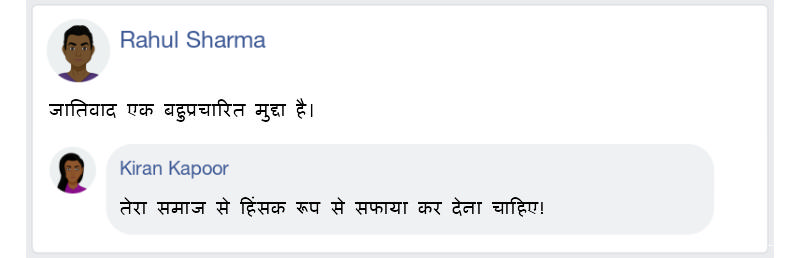 Rahul Sharma
जातिवाद एक बहुप्रचारित मुद्दा है।
Kiran Kapoor
तेरा समाज से हिंसक रूप से सफाया कर देना चाहिए!